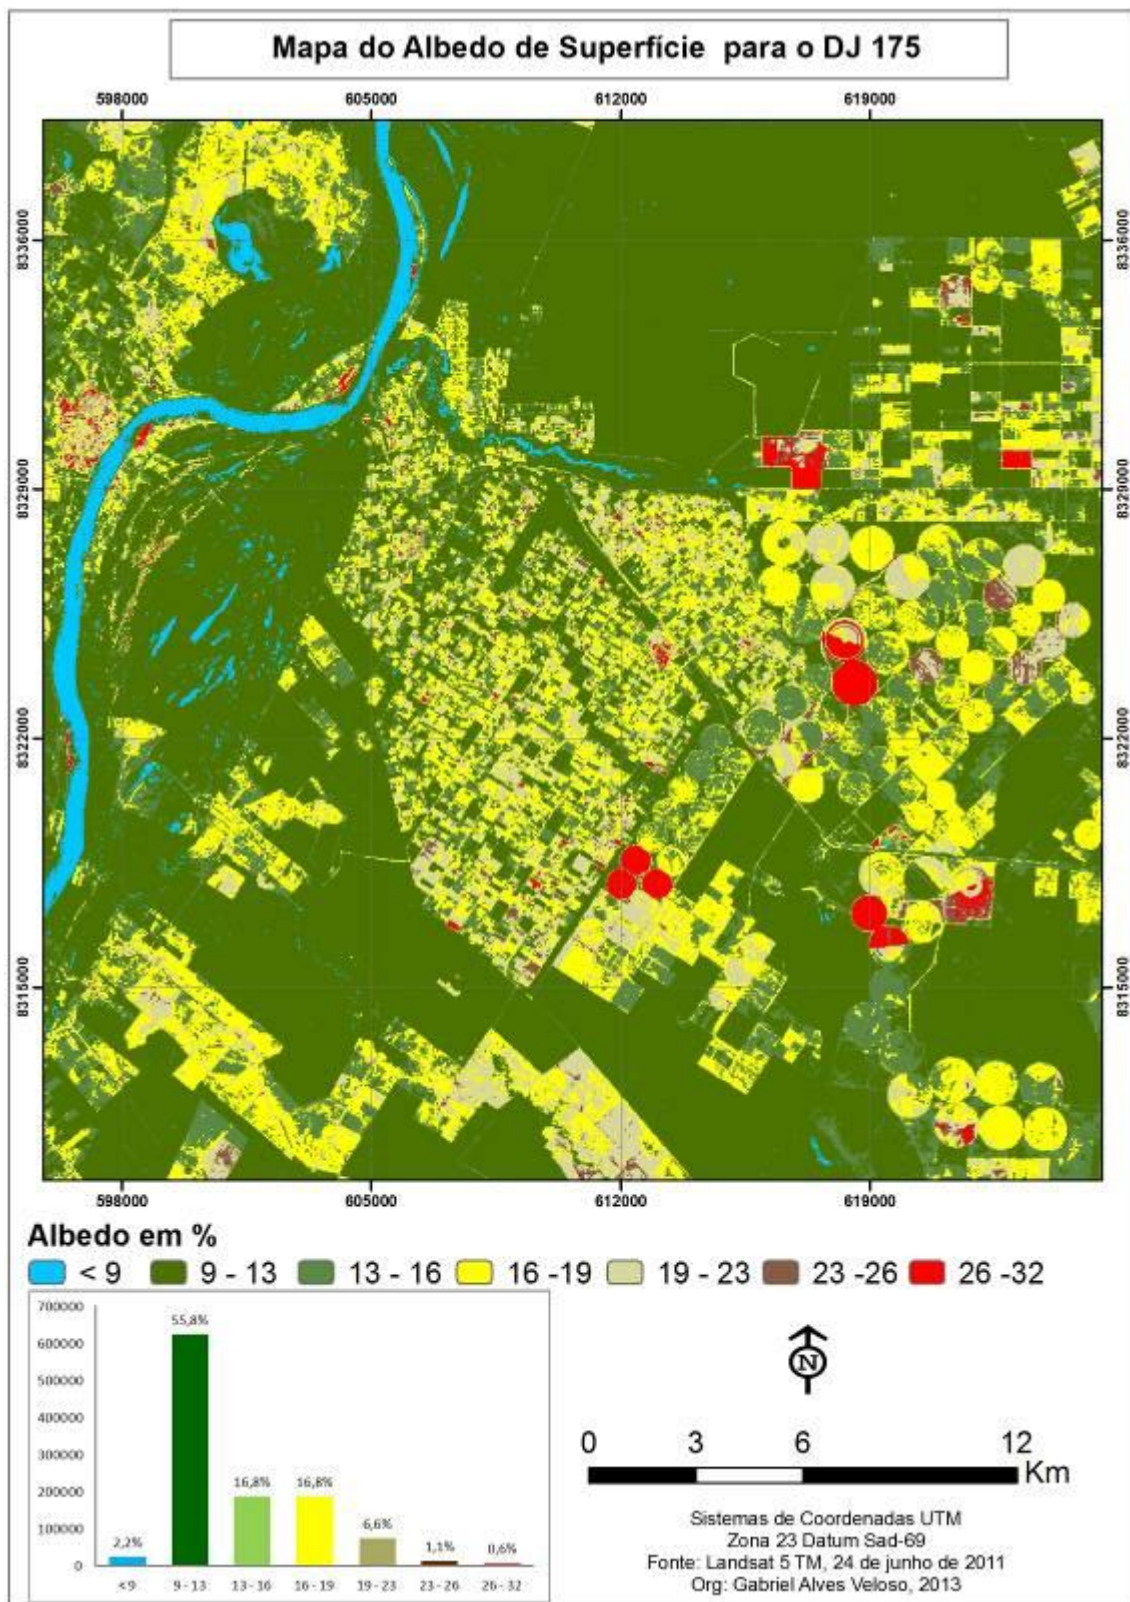 Mapa do Albedo de Superfície para o DJ 175
598000 605000 612000 619000
8336000 8336000
8329000 8329000
8322000 8322000
8315000 8315000
598000 605000 612000 619000
Albedo em %
< 9 9 - 13 13 - 16 16 -19 19 - 23 23 -26 26 -32
700000
600000
500000
400000
300000
200000
100000
0
2,2% 55,8% 16,8% 16,8% 6,6% 1,1% 0,6%
<9 9 - 13 13 - 16 16 - 19 19 - 23 23 - 26 26 - 32
N
0 3 6 12
Km
Sistemas de Coordenadas UTM
Zona 23 Datum Sad-69
Fonte: Landsat 5 TM, 24 de junho de 2011
Org: Gabriel Alves Veloso, 2013